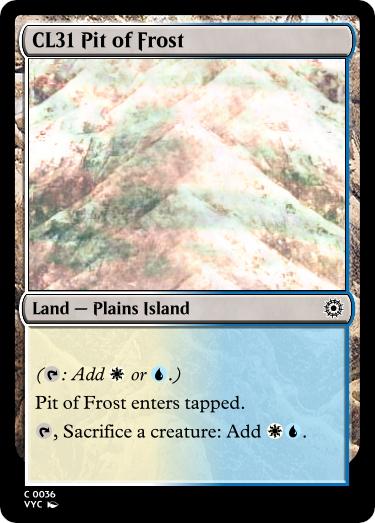 CL31 Pit of Frost
Land — Plains Island
(: Add or .)
Pit of Frost enters tapped.
, Sacrifice a creature: Add .
C 0036
VYC